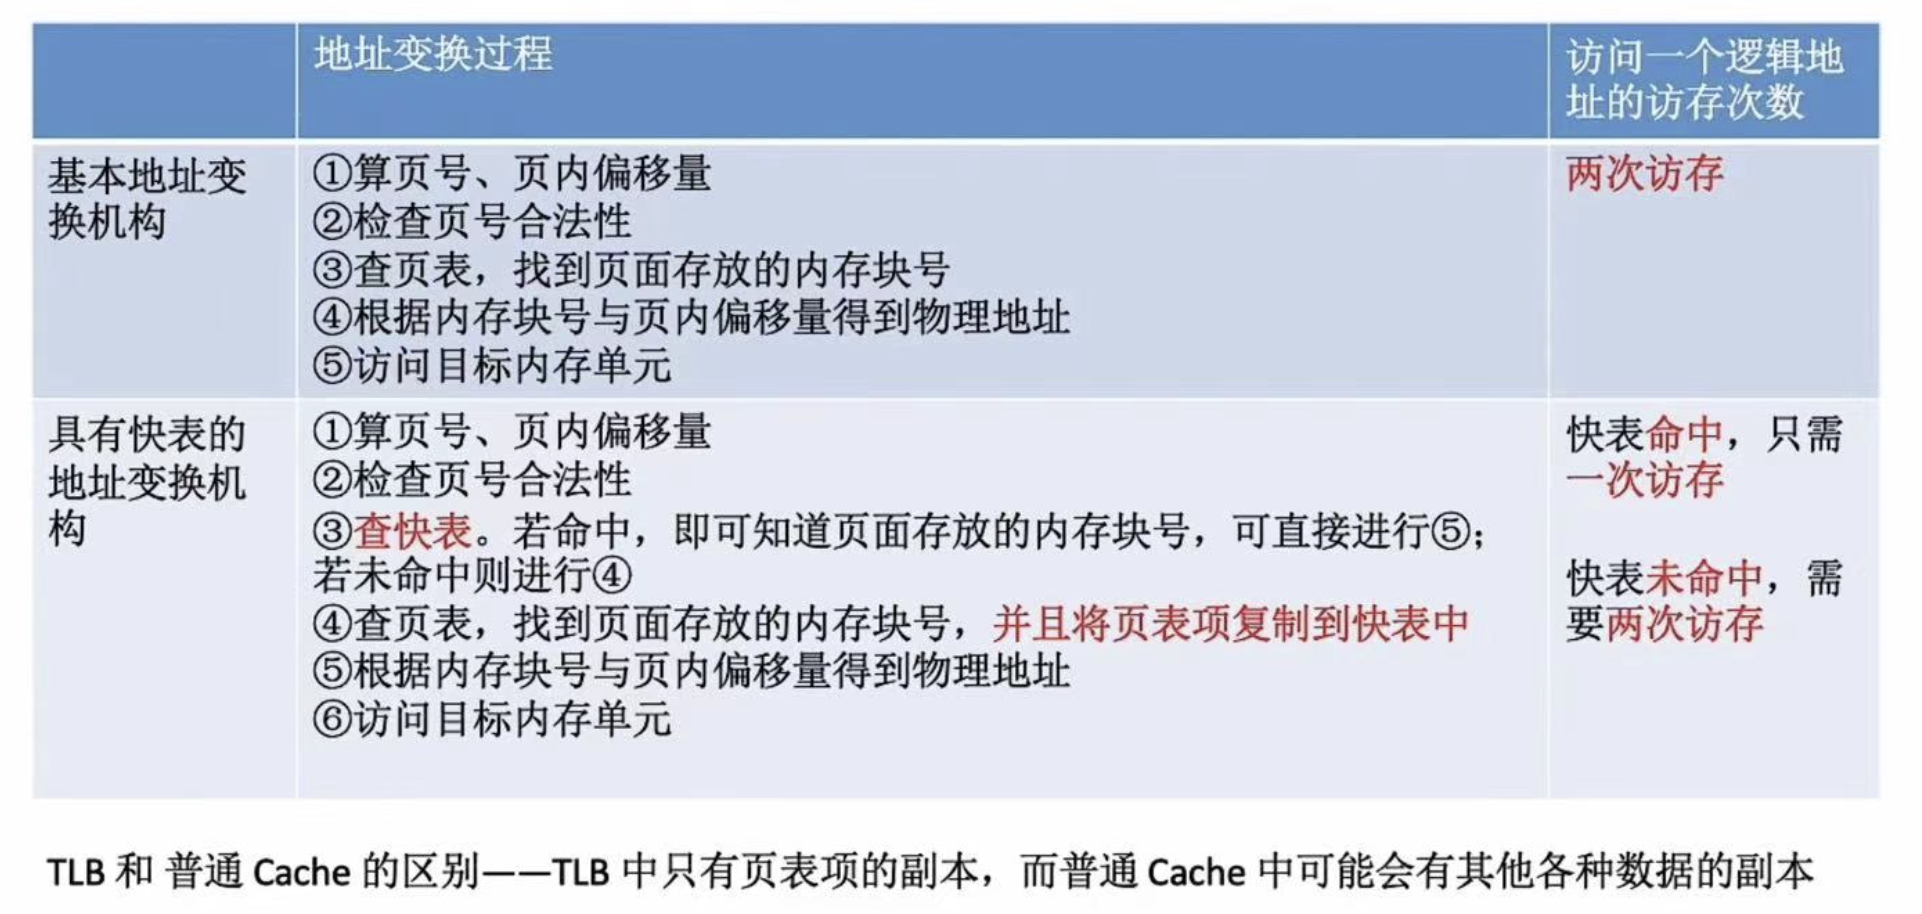 地址变换过程
访问一个逻辑地
址的访存次数
基本地址变
换机构
①算页号、页内偏移量
②检查页号合法性
③查页表，找到页面存放的内存块号
④根据内存块号与页内偏移量得到物理地址
⑤访问目标内存单元
两次访存
具有快表的
地址变换机
构
①算页号、页内偏移量
②检查页号合法性
③查快表。若命中，即可知道页面存放的内存块号，可直接进行⑤；
若未命中则进行④
④查页表，找到页面存放的内存块号，并且将页表项复制到快表中
⑤根据内存块号与页内偏移量得到物理地址
⑥访问目标内存单元
快表命中，只需
一次访存
快表未命中，需
要两次访存
TLB 和 普通 Cache 的区别——TLB 中只有页表项的副本，而普通 Cache 中可能会有其他各种数据的副本